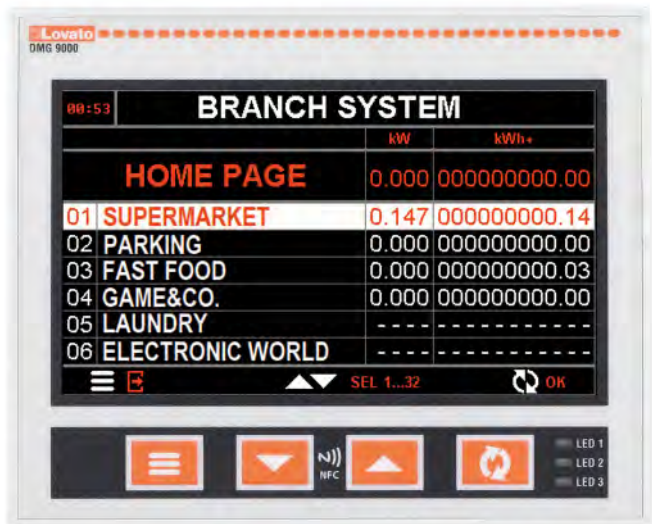 Lovato
DMG 9000
00:53 BRANCH SYSTEM
kW kWh+
HOME PAGE 0.000 000000000.00
01 SUPERMARKET 0.147 000000000.14
02 PARKING 0.000 000000000.00
03 FAST FOOD 0.000 000000000.03
04 GAME&CO. 0.000 000000000.00
05 LAUNDRY ---- -----------
06 ELECTRONIC WORLD ---- -----------
SEL 1...32 OK
NFC
LED 1
LED 2
LED 3